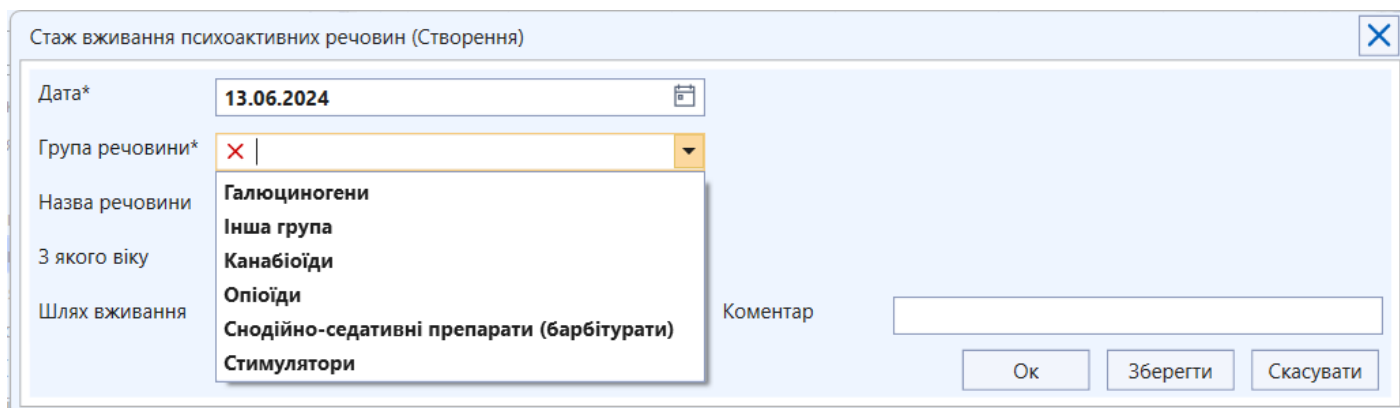 Стаж вживання психоактивних речовин (Створення)
Дата*
13.06.2024
Група речовини*
Галюциногени
Інша група
Канабіоїди
Опіоїди
Снодійно-седативні препарати (барбітурати)
Стимулятори
Назва речовини
З якого віку
Шлях вживання
Коментар
Ок
Зберегти
Скасувати